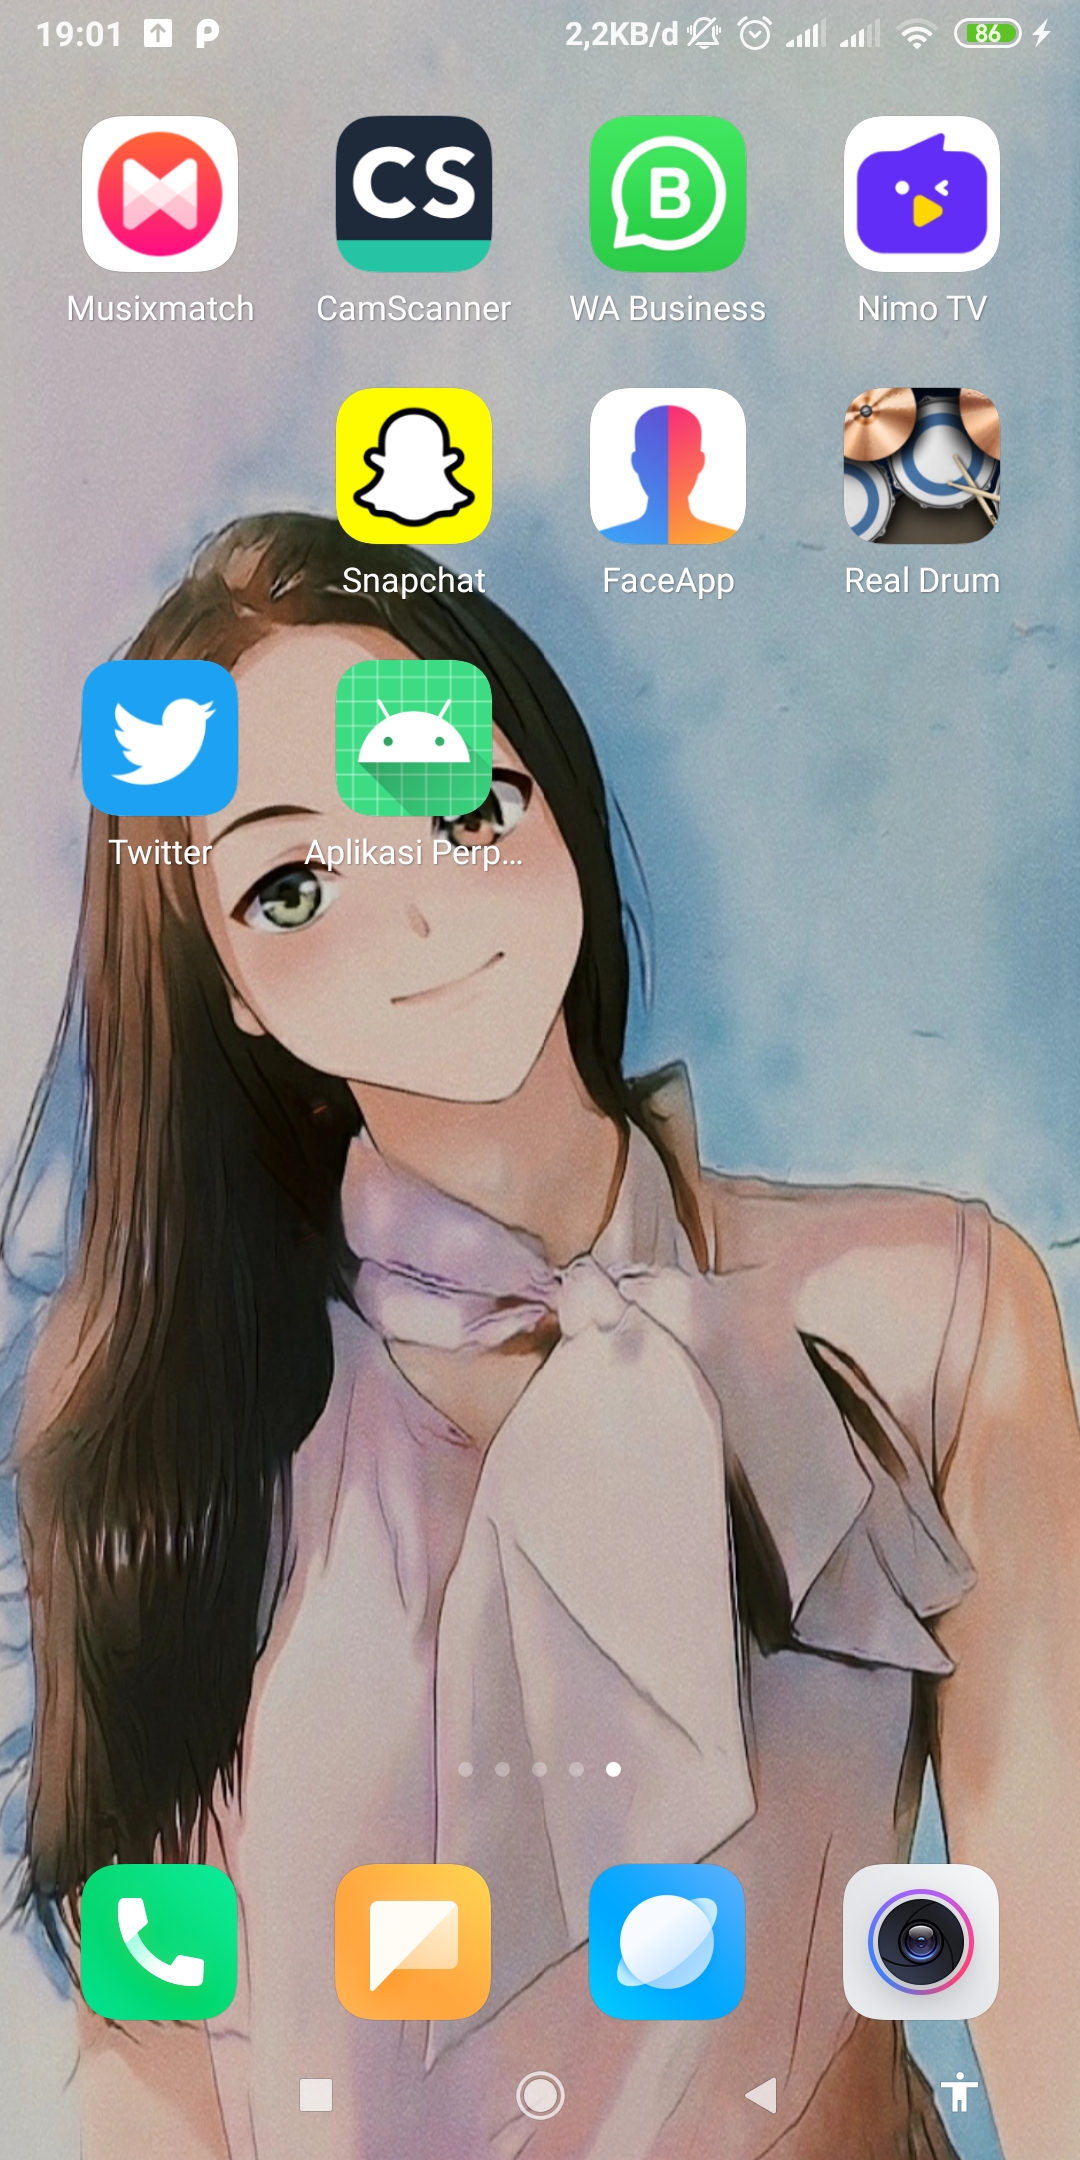 19:01 2,2KB/d 86
Musixmatch
CS
CamScanner
B
WA Business
Nimo TV
Snapchat
FaceApp
Real Drum
Twitter
Aplikasi Perp...